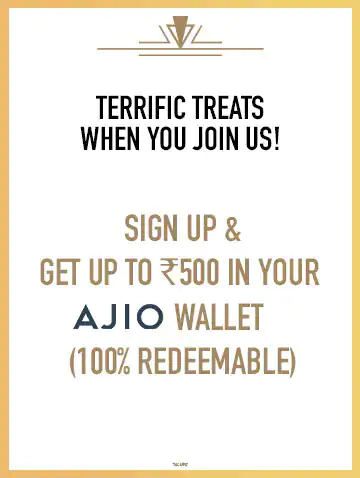 TERRIFIC TREATS
WHEN YOU JOIN US!
SIGN UP &
GET UP TO ₹500 IN YOUR
AJIO WALLET
(100% REDEEMABLE)